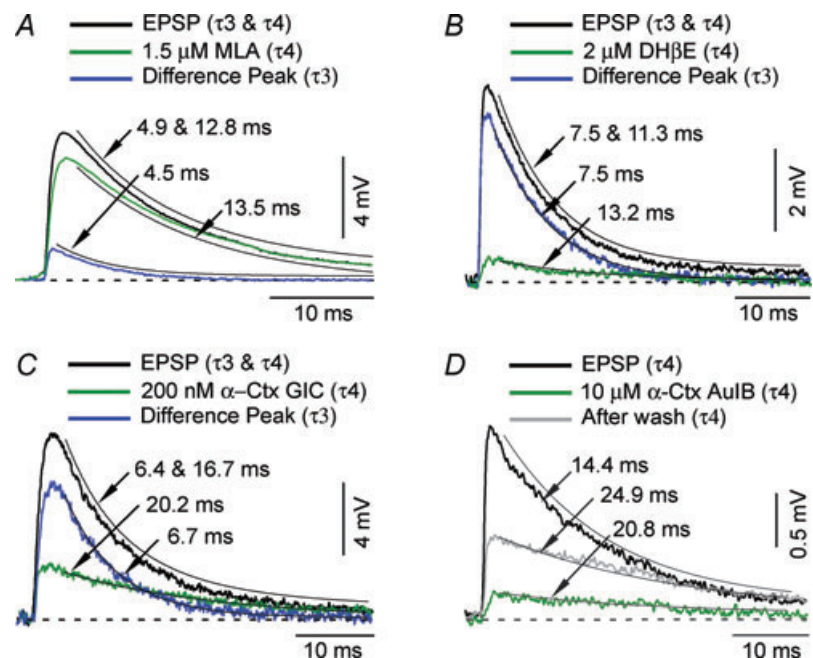 A
EPSP (τ3 & τ4)
1.5 μM MLA (τ4)
Difference Peak (τ3)
4.9 & 12.8 ms
4.5 ms
13.5 ms
4 mV
10 ms
B
EPSP (τ3 & τ4)
2 μM DHβE (τ4)
Difference Peak (τ3)
7.5 & 11.3 ms
7.5 ms
13.2 ms
2 mV
10 ms
C
EPSP (τ3 & τ4)
200 nM α–Ctx GIC (τ4)
Difference Peak (τ3)
6.4 & 16.7 ms
20.2 ms
6.7 ms
4 mV
10 ms
D
EPSP (τ4)
10 μM α-Ctx AuIB (τ4)
After wash (τ4)
14.4 ms
24.9 ms
20.8 ms
0.5 mV
10 ms